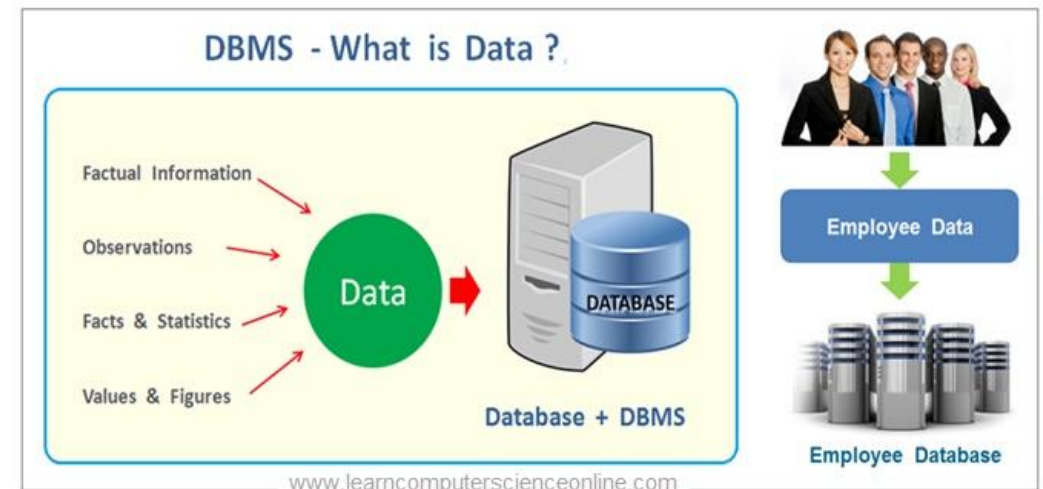 DBMS - What is Data ?
Factual Information
Observations
Facts & Statistics
Values & Figures
Data
DATABASE
Database + DBMS
Employee Data
Employee Database
www.learncomputerscienceonline.com